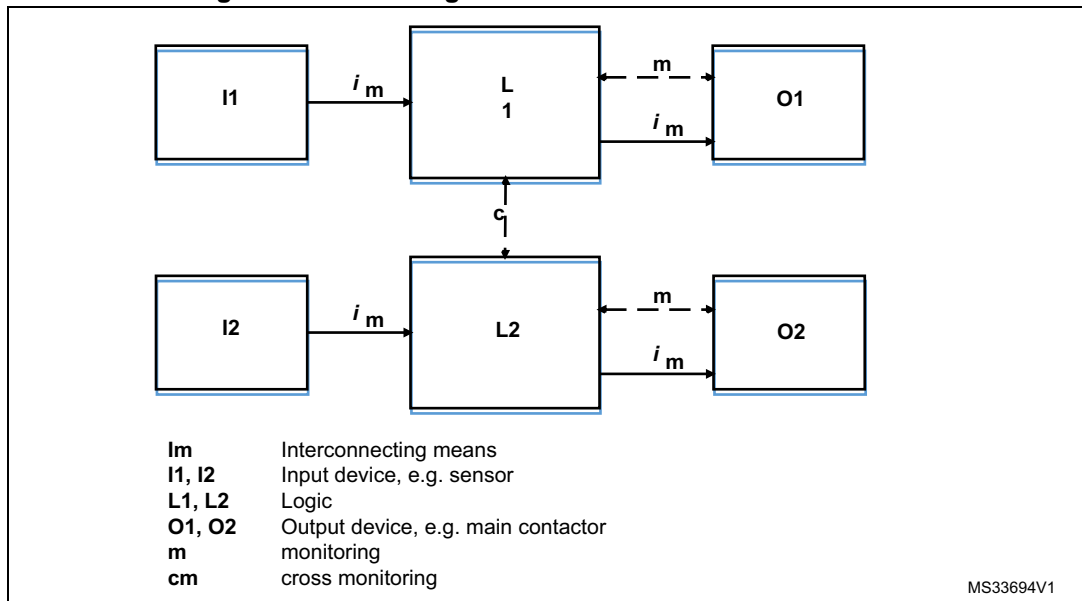 I1
i m
L
1
m
i m
O1
c
I2
i m
L2
m
i m
O2
Im Interconnecting means
I1, I2 Input device, e.g. sensor
L1, L2 Logic
O1, O2 Output device, e.g. main contactor
m monitoring
cm cross monitoring
MS33694V1